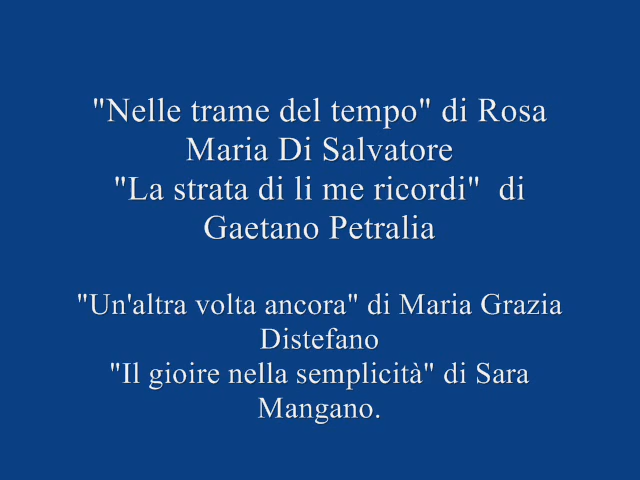 "Nelle trame del tempo" di Rosa
Maria Di Salvatore
"La strata di li me ricordi"  di
Gaetano Petralia
"Un'altra volta ancora" di Maria Grazia
Distefano
"Il gioire nella semplicità" di Sara
Mangano.